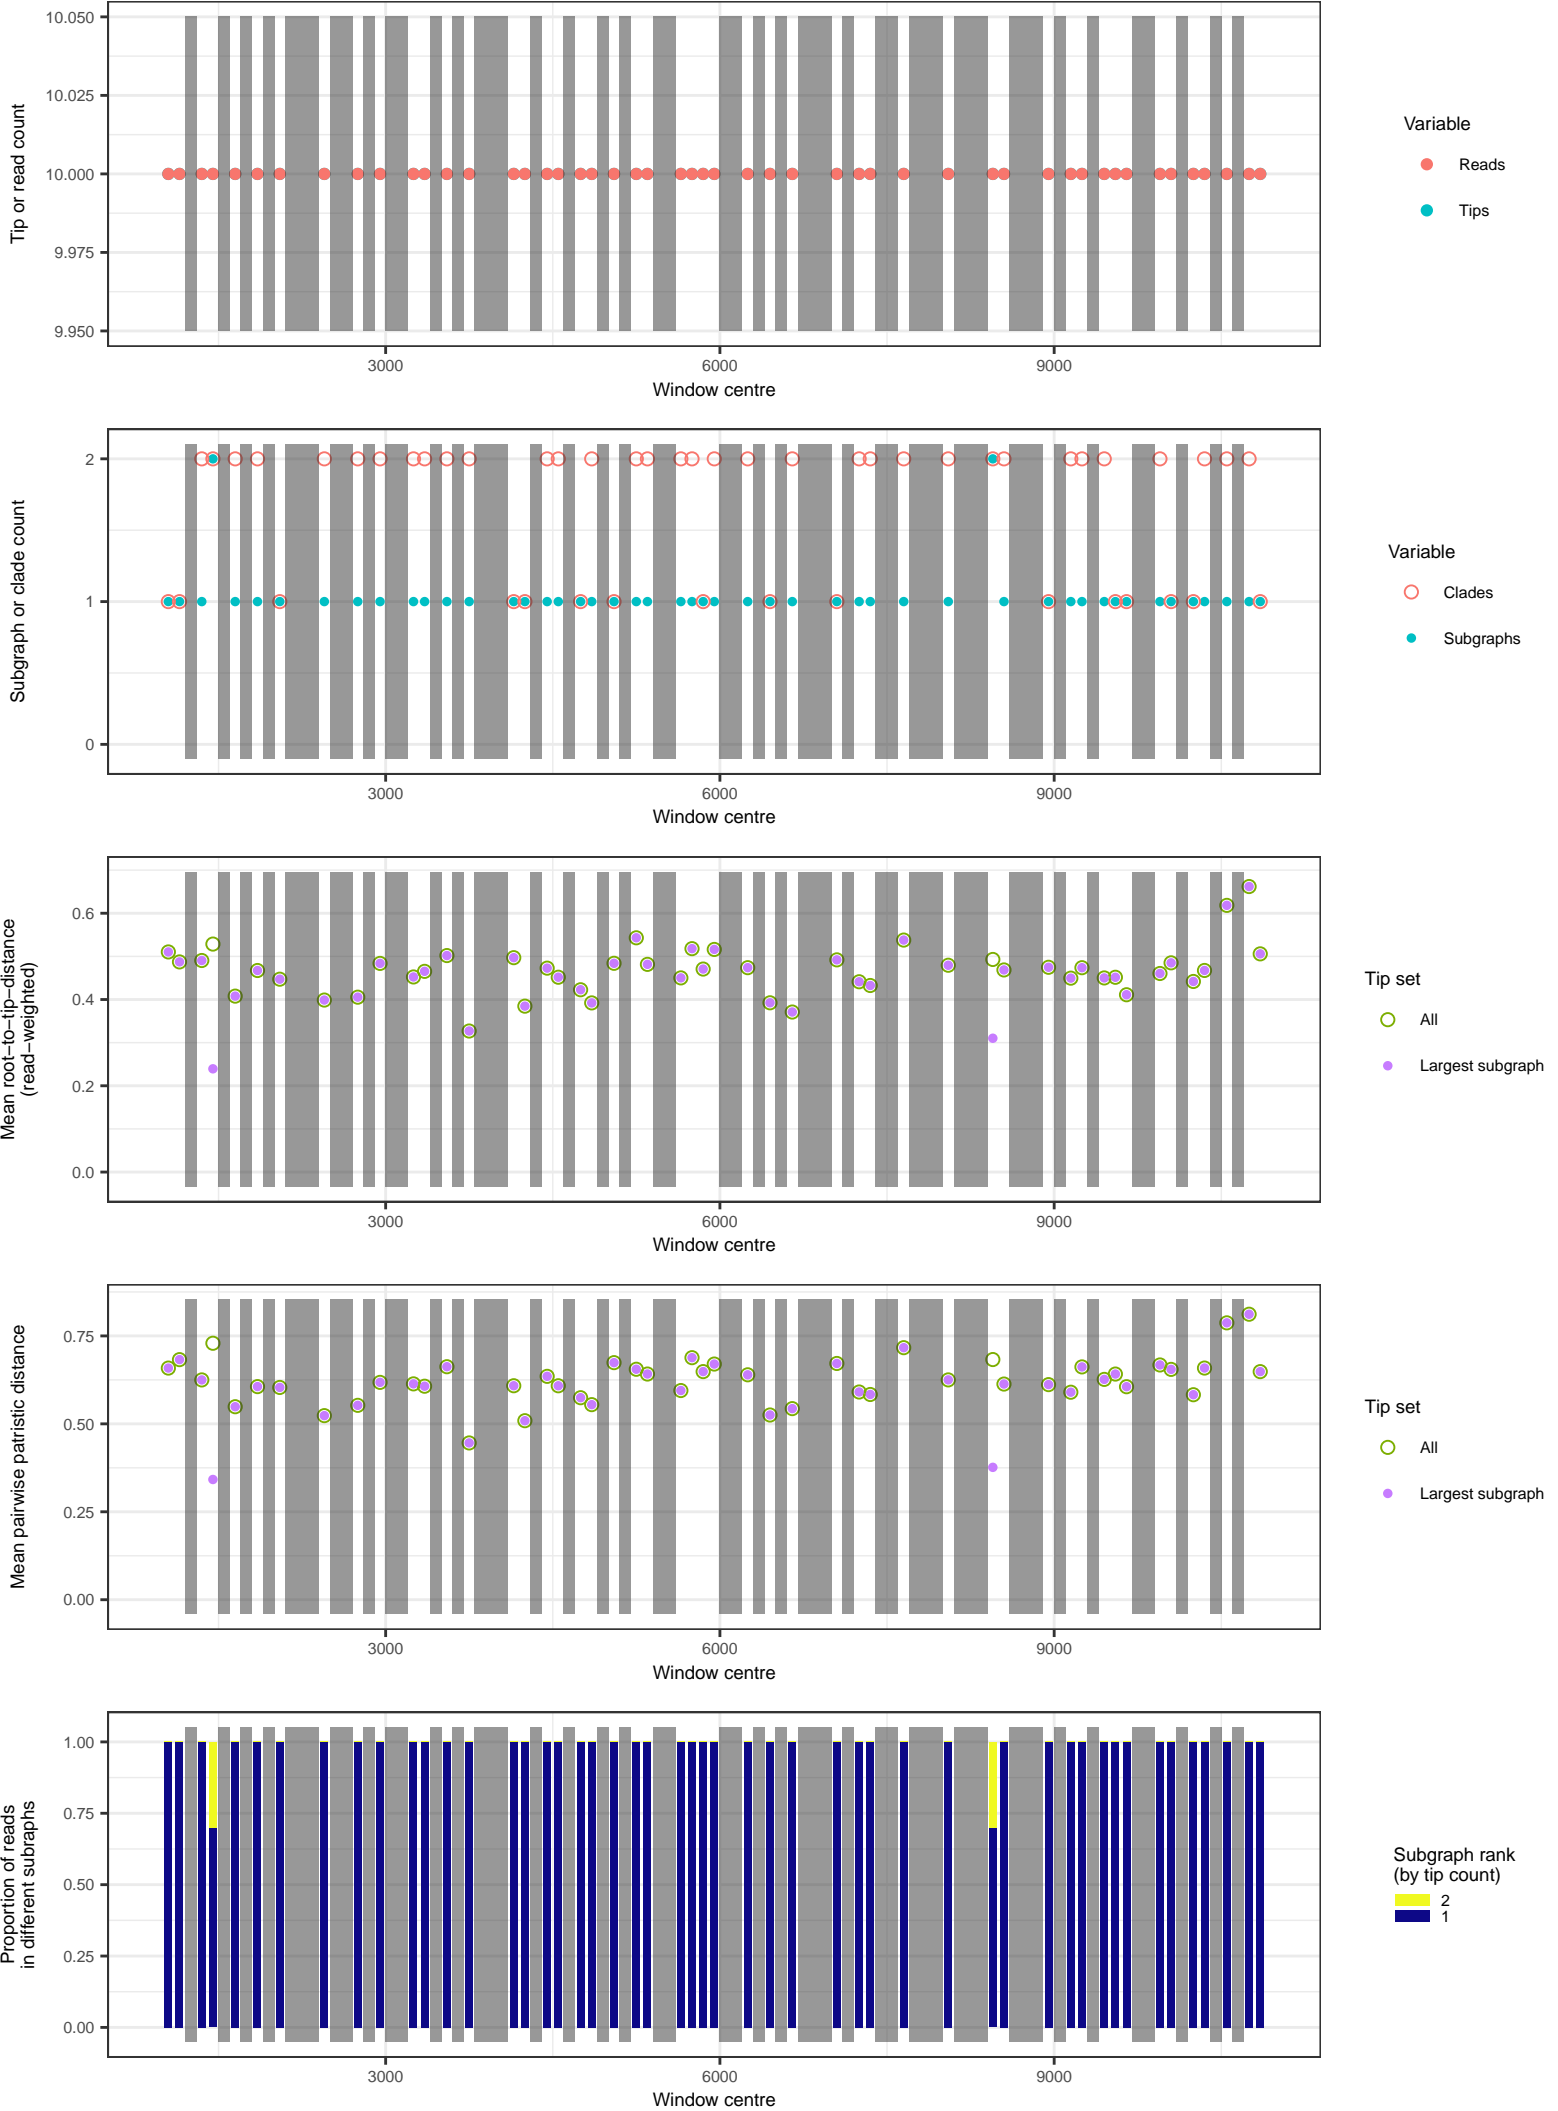 10.050
10.025
10.000
9.975
9.950
Tip or read count
3000
6000
9000
Window centre
Variable
Reads
Tips
2
1
0
Subgraph or clade count
3000
6000
9000
Window centre
Variable
Clades
Subgraphs
0.6
0.4
0.2
0.0
Mean root−to−tip−distance
(read−weighted)
3000
6000
9000
Window centre
Tip set
All
Largest subgraph
0.75
0.50
0.25
0.00
Mean pairwise patristic distance
3000
6000
9000
Window centre
Tip set
All
Largest subgraph
1.00
0.75
0.50
0.25
0.00
Proportion of reads
in different subraphs
3000
6000
9000
Window centre
Subgraph rank
(by tip count)
2
1